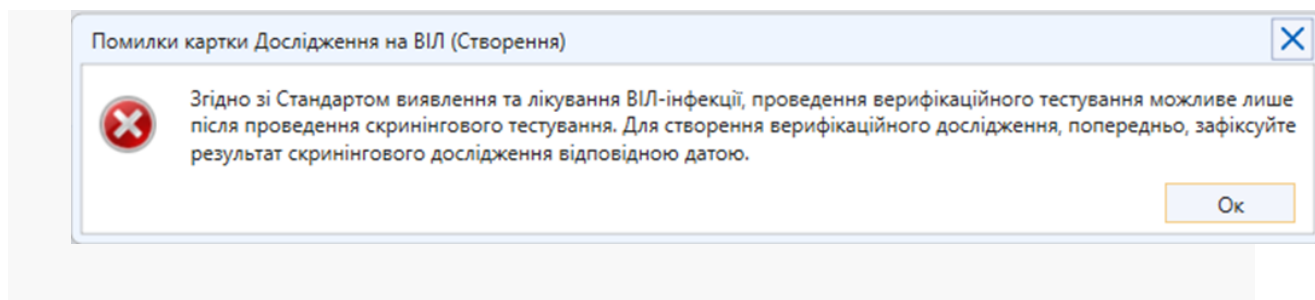 Помилки картки Дослідження на ВІЛ (Створення)
Згідно зі Стандартом виявлення та лікування ВІЛ-інфекції, проведення верифікаційного тестування можливе лише
після проведення скринінгового тестування. Для створення верифікаційного дослідження, попередньо, зафіксуйте
результат скринінгового дослідження відповідною датою.
Ок